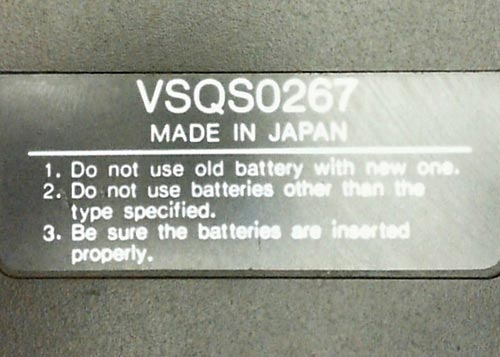 VSQS0267
MADE IN JAPAN
1. Do not use old battery with new one.
2. Do not use batteries other than the
type specified.
3. Be sure the batteries are inserted
properly.